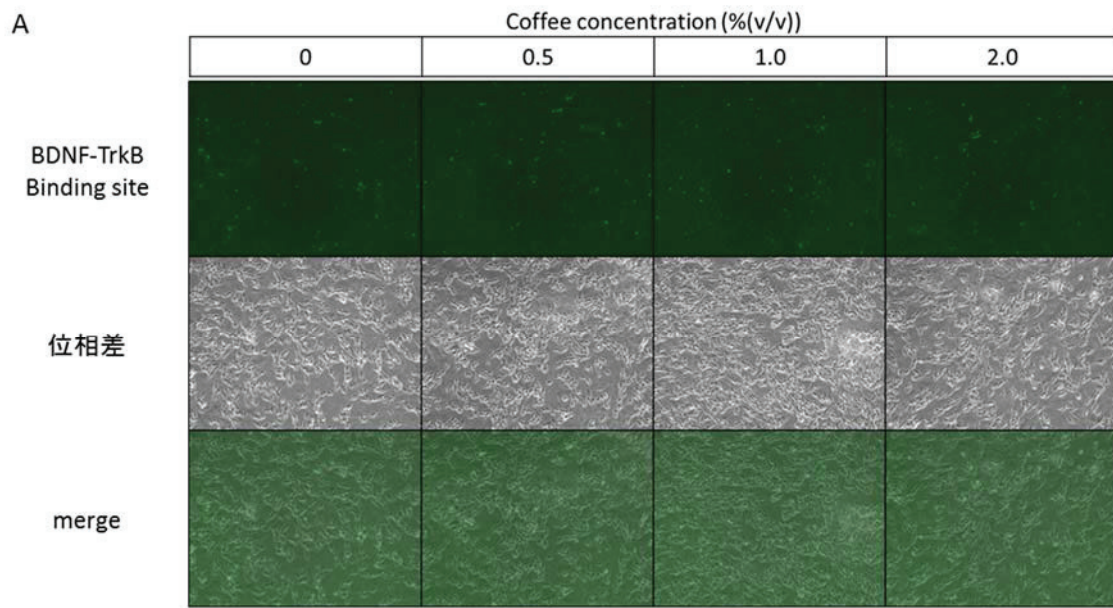 A
Coffee concentration (%(v/v))
0 0.5 1.0 2.0
BDNF-TrkB
Binding site
位相差
merge